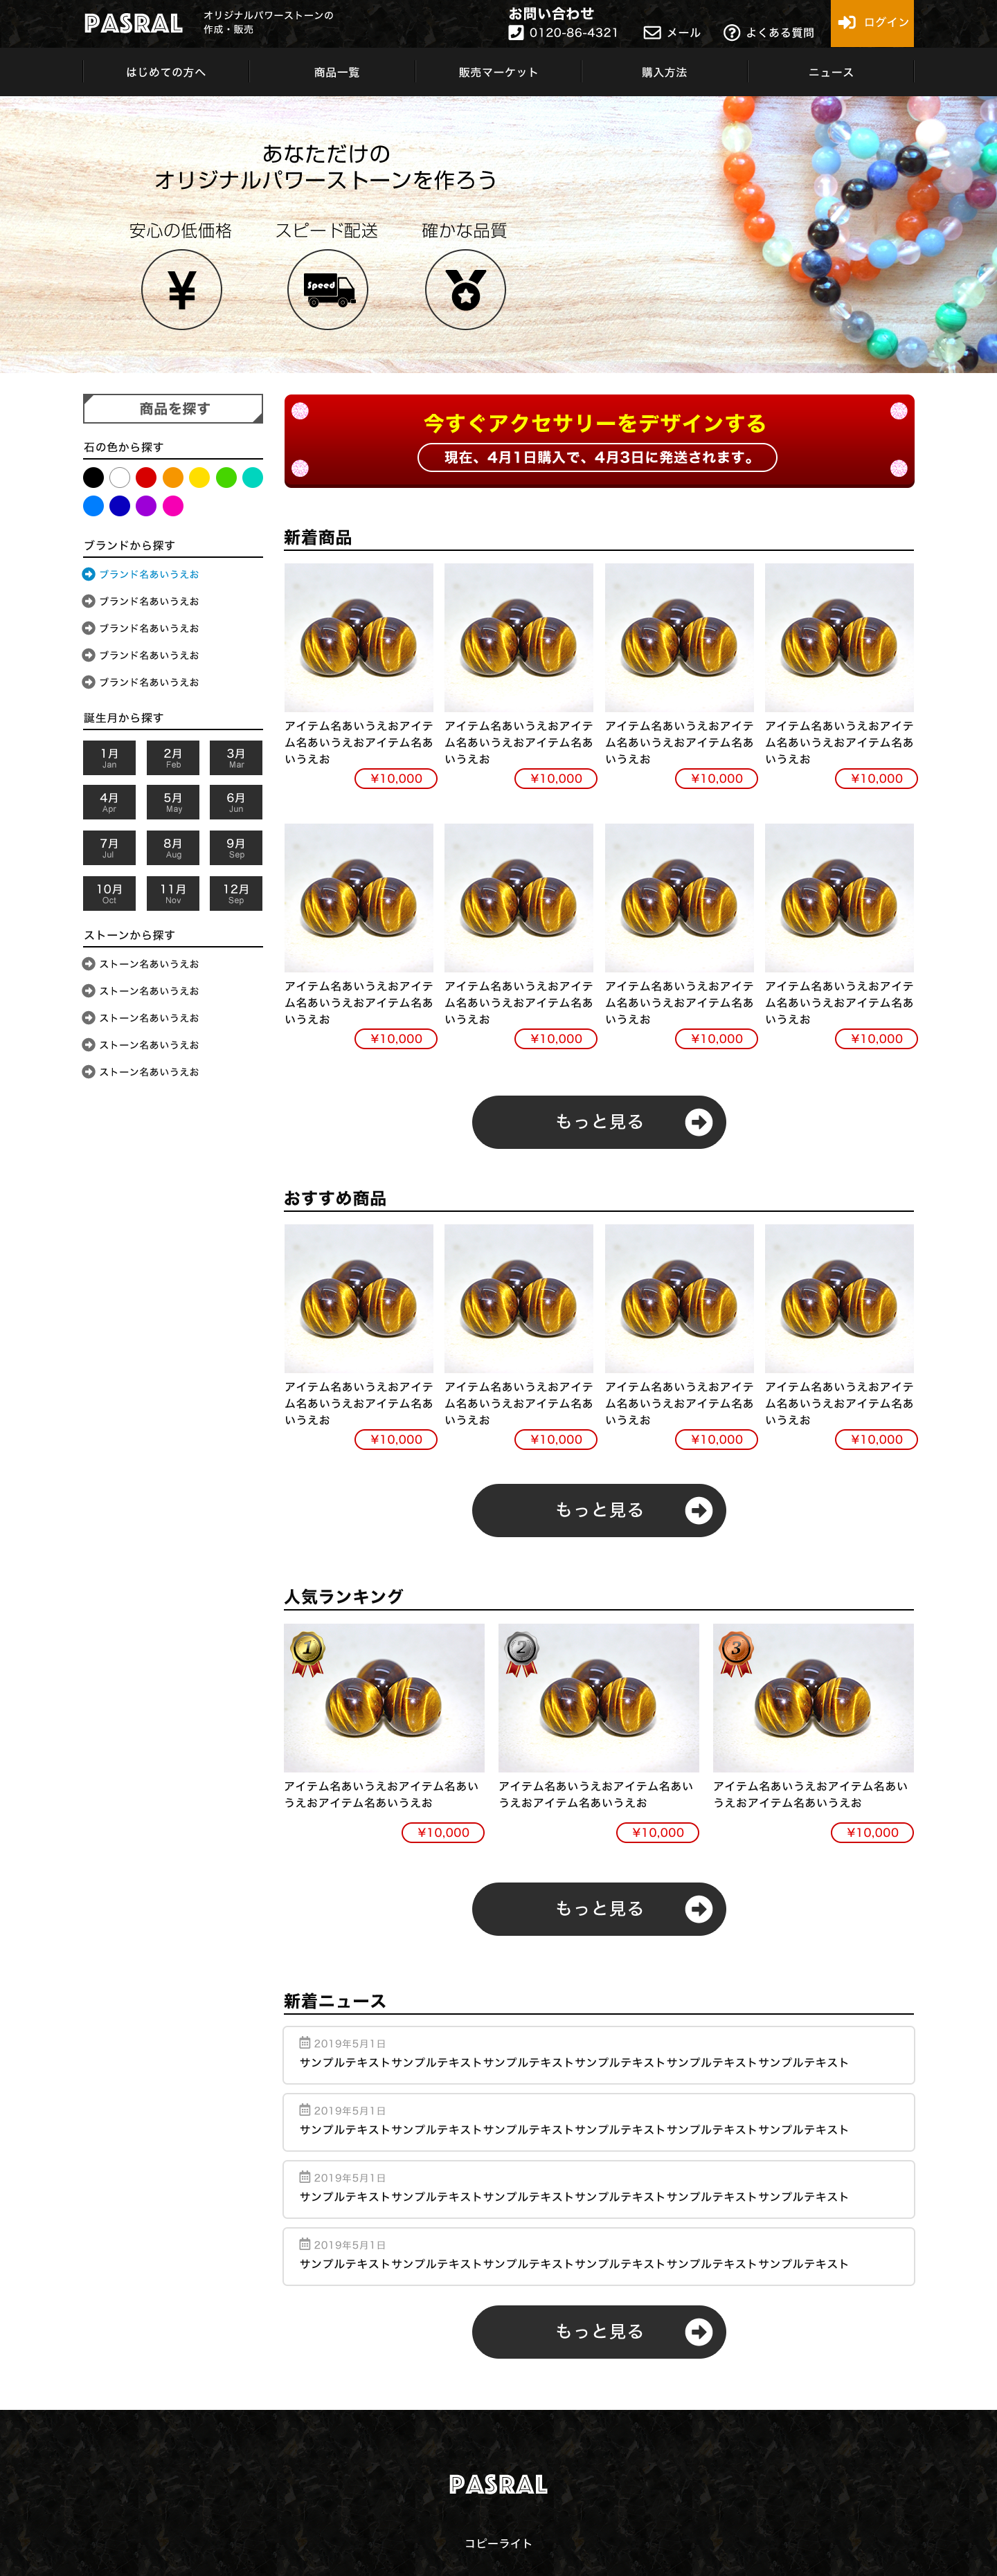 PASRAL
オリジナルパワーストーンの
作成・販売
お問い合わせ
0120-86-4321
メール
よくある質問
ログイン
はじめての方へ
商品一覧
販売マーケット
購入方法
ニュース
あなただけの
オリジナルパワーストーンを作ろう
安心の低価格
スピード配送
確かな品質
¥
Speed
商品を探す
石の色から探す
ブランドから探す
ブランド名あいうえお
ブランド名あいうえお
ブランド名あいうえお
ブランド名あいうえお
ブランド名あいうえお
誕生月から探す
1月
Jan
2月
Feb
3月
Mar
4月
Apr
5月
May
6月
Jun
7月
Jul
8月
Aug
9月
Sep
10月
Oct
11月
Nov
12月
Sep
ストーンから探す
ストーン名あいうえお
ストーン名あいうえお
ストーン名あいうえお
ストーン名あいうえお
ストーン名あいうえお
今すぐアクセサリーをデザインする
現在、4月1日購入で、4月3日に発送されます。
新着商品
アイテム名あいうえおアイテ
ム名あいうえおアイテム名あ
いうえお
¥10,000
アイテム名あいうえおアイテ
ム名あいうえおアイテム名あ
いうえお
¥10,000
アイテム名あいうえおアイテ
ム名あいうえおアイテム名あ
いうえお
¥10,000
アイテム名あいうえおアイテ
ム名あいうえおアイテム名あ
いうえお
¥10,000
アイテム名あいうえおアイテ
ム名あいうえおアイテム名あ
いうえお
¥10,000
アイテム名あいうえおアイテ
ム名あいうえおアイテム名あ
いうえお
¥10,000
アイテム名あいうえおアイテ
ム名あいうえおアイテム名あ
いうえお
¥10,000
アイテム名あいうえおアイテ
ム名あいうえおアイテム名あ
いうえお
¥10,000
もっと見る
おすすめ商品
アイテム名あいうえおアイテ
ム名あいうえおアイテム名あ
いうえお
¥10,000
アイテム名あいうえおアイテ
ム名あいうえおアイテム名あ
いうえお
¥10,000
アイテム名あいうえおアイテ
ム名あいうえおアイテム名あ
いうえお
¥10,000
アイテム名あいうえおアイテ
ム名あいうえおアイテム名あ
いうえお
¥10,000
もっと見る
人気ランキング
1
アイテム名あいうえおアイテム名あい
うえおアイテム名あいうえお
¥10,000
2
アイテム名あいうえおアイテム名あい
うえおアイテム名あいうえお
¥10,000
3
アイテム名あいうえおアイテム名あい
うえおアイテム名あいうえお
¥10,000
もっと見る
新着ニュース
2019年5月1日
サンプルテキストサンプルテキストサンプルテキストサンプルテキストサンプルテキストサンプルテキスト
2019年5月1日
サンプルテキストサンプルテキストサンプルテキストサンプルテキストサンプルテキストサンプルテキスト
2019年5月1日
サンプルテキストサンプルテキストサンプルテキストサンプルテキストサンプルテキストサンプルテキスト
2019年5月1日
サンプルテキストサンプルテキストサンプルテキストサンプルテキストサンプルテキストサンプルテキスト
もっと見る
PASRAL
コピーライト